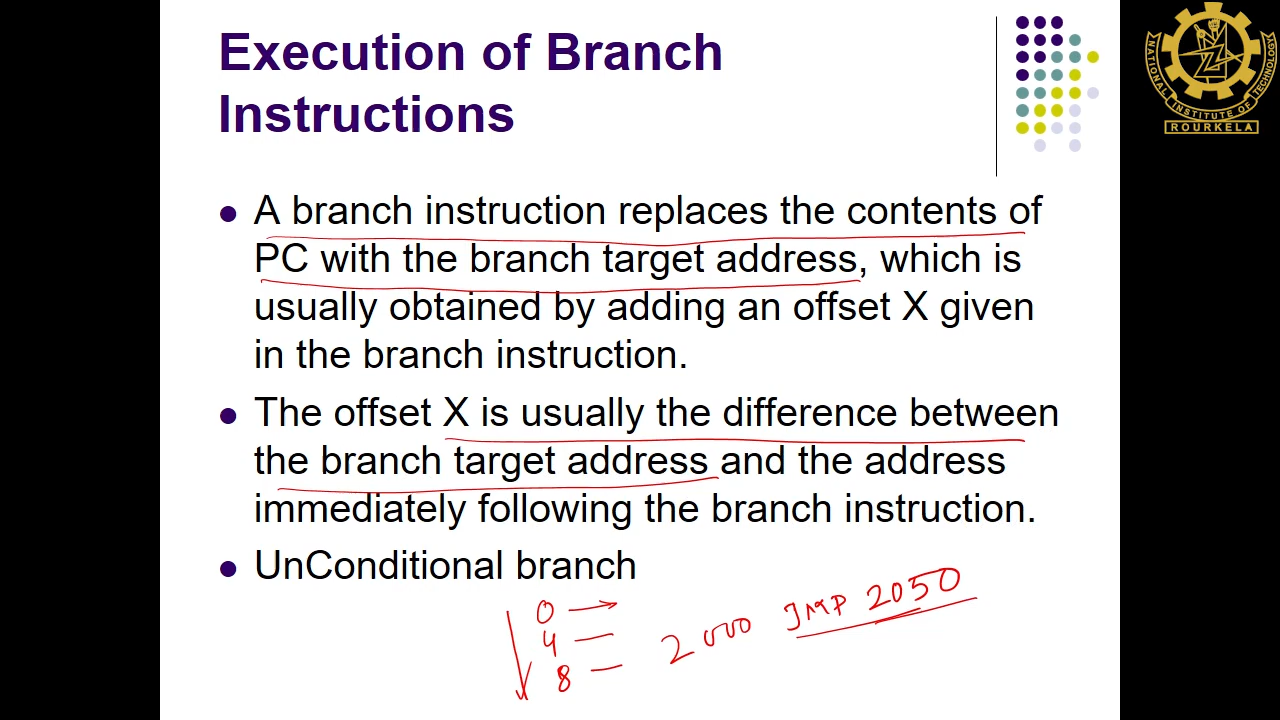 Execution of Branch
Instructions
NATIONAL INSTITUTE OF TECHNOLOGY
ROURKELA
A branch instruction replaces the contents of
PC with the branch target address, which is
usually obtained by adding an offset X given
in the branch instruction.
The offset X is usually the difference between
the branch target address and the address
immediately following the branch instruction.
UnConditional branch
0
4
8
2000 JMP 2050